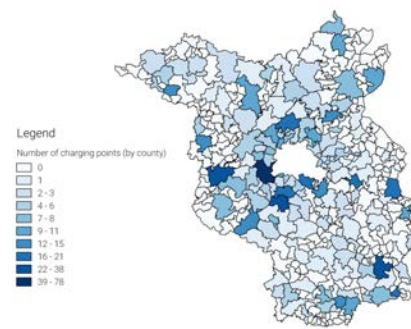 Legend
Number of charging points (by county)
0
1
2 - 3
4 - 6
7 - 8
9 - 11
12 - 15
16 - 21
22 - 38
39 - 78